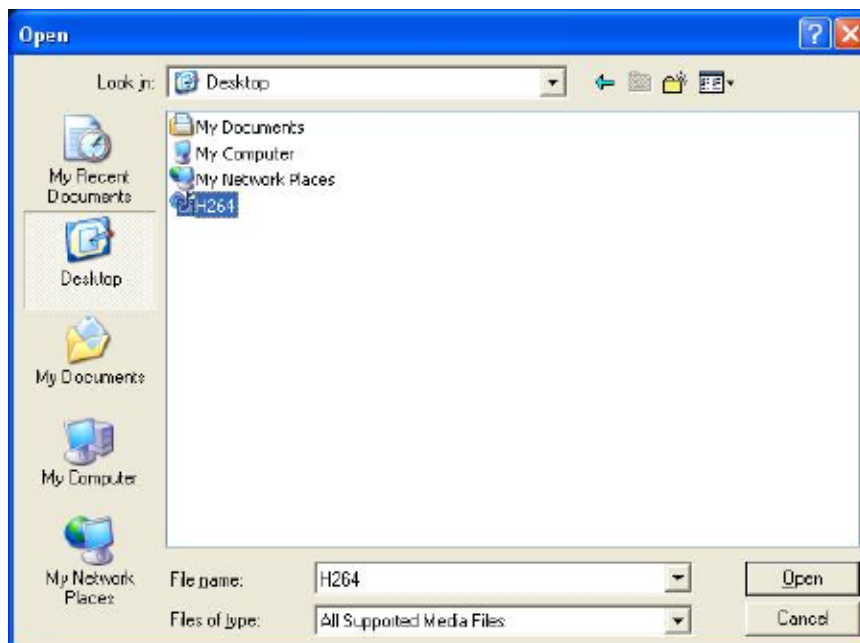 Open
Look in:
Desktop
My Recent
Documents
Desktop
My Documents
My Computer
My Network
Places
My Documents
My Computer
My Network Places
H264
File name:
H264
Open
Files of type:
All Supported Media Files
Cancel